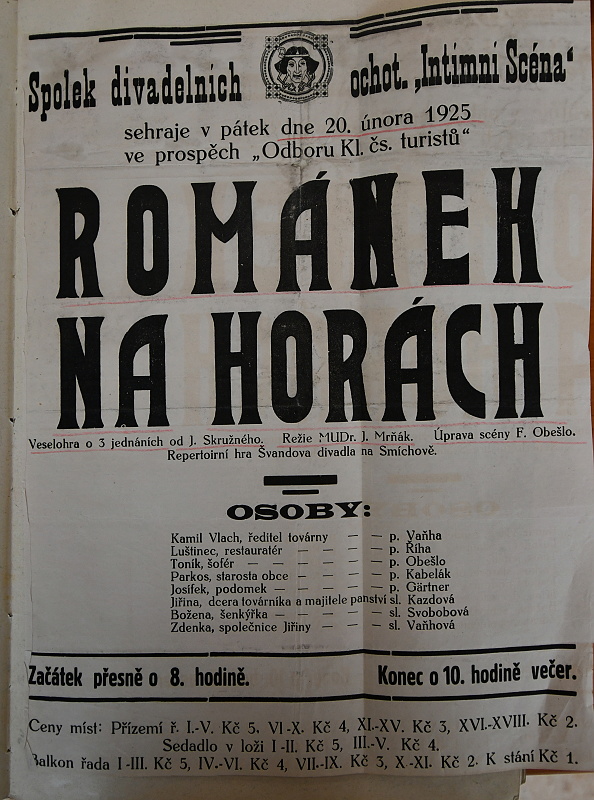 Spolek divadelních ochot. „Intimní Scéna“
sehraje v pátek dne 20. února 1925
ve prospěch „Odboru Kl. čs. turistů“
ROMÁNEK
NA HORÁCH
Veselohra o 3 jednáních od J. Skružného. Režie MUDr. J. Mrňák. Úprava scény F. Obešlo.
Repertoirní hra Švandova divadla na Smíchově.
OSOBY:
Kamil Vlach, ředitel továrny — — p. Vaňha
Luštinec, restauratér — — — — p. Říha
Toník, šofér — — — — — — p. Obešlo
Parkos, starosta obce — — — — p. Kabelák
Josífek, podomek — — — — — p. Gärtner
Jiřina, dcera továrníka a majitele panství sl. Kazdová
Božena, šenkýřka — — — — — sl. Svobobová
Zdenka, společnice Jiřiny — — — sl. Vaňhová
Začátek přesně o 8. hodině. Konec o 10. hodině večer.
Ceny míst: Přízemí ř. I.-V. Kč 5, VI-X. Kč 4, XI.-XV. Kč 3, XVI.-XVIII. Kč 2.
Sedadlo v loži I-II. Kč 5, III.-V. Kč 4.
Balkon řada I-III. Kč 5, IV.-VI. Kč 4, VII.-IX. Kč 3, X-XI. Kč 2. K stání Kč 1.